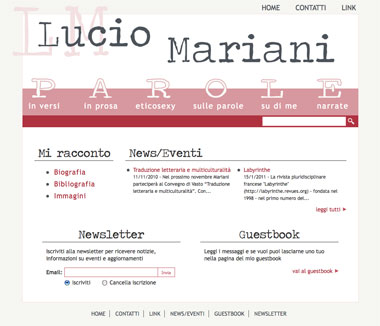 HOME CONTATTI LINK
LM
Lucio Mariani
PAROLE
In versi In prosa eticosexy sulle parole su di me narrate
Mi racconto
Biografia
Bibliografia
Immagini
News/Eventi
Traduzione letteraria e multiculturalità
11/11/2010 - Nel prossimo novembre Mariani
parteciperà al Convegno di Vasto "Traduzione
letteraria e multiculturalità". Con...
Labyrinthe
15/1/2011 - La rivista pluridisciplinare
francese 'Labyrinthe'
(http://labyrinthe.revues.org) - fondata nel
1998 - nel primo numero del...
leggi tutti
Newsletter
Iscriviti alla newsletter per ricevere notizie,
informazioni su eventi e aggiornamenti
Email: Invia
Iscriviti Cancella iscrizione
Guestbook
Leggi i messaggi e se vuoi puoi lasciarne uno tuo
nella pagina del mio guestbook
vai al guestbook
HOME | CONTATTI | LINK | NEWS/EVENTI | GUESTBOOK | NEWSLETTER